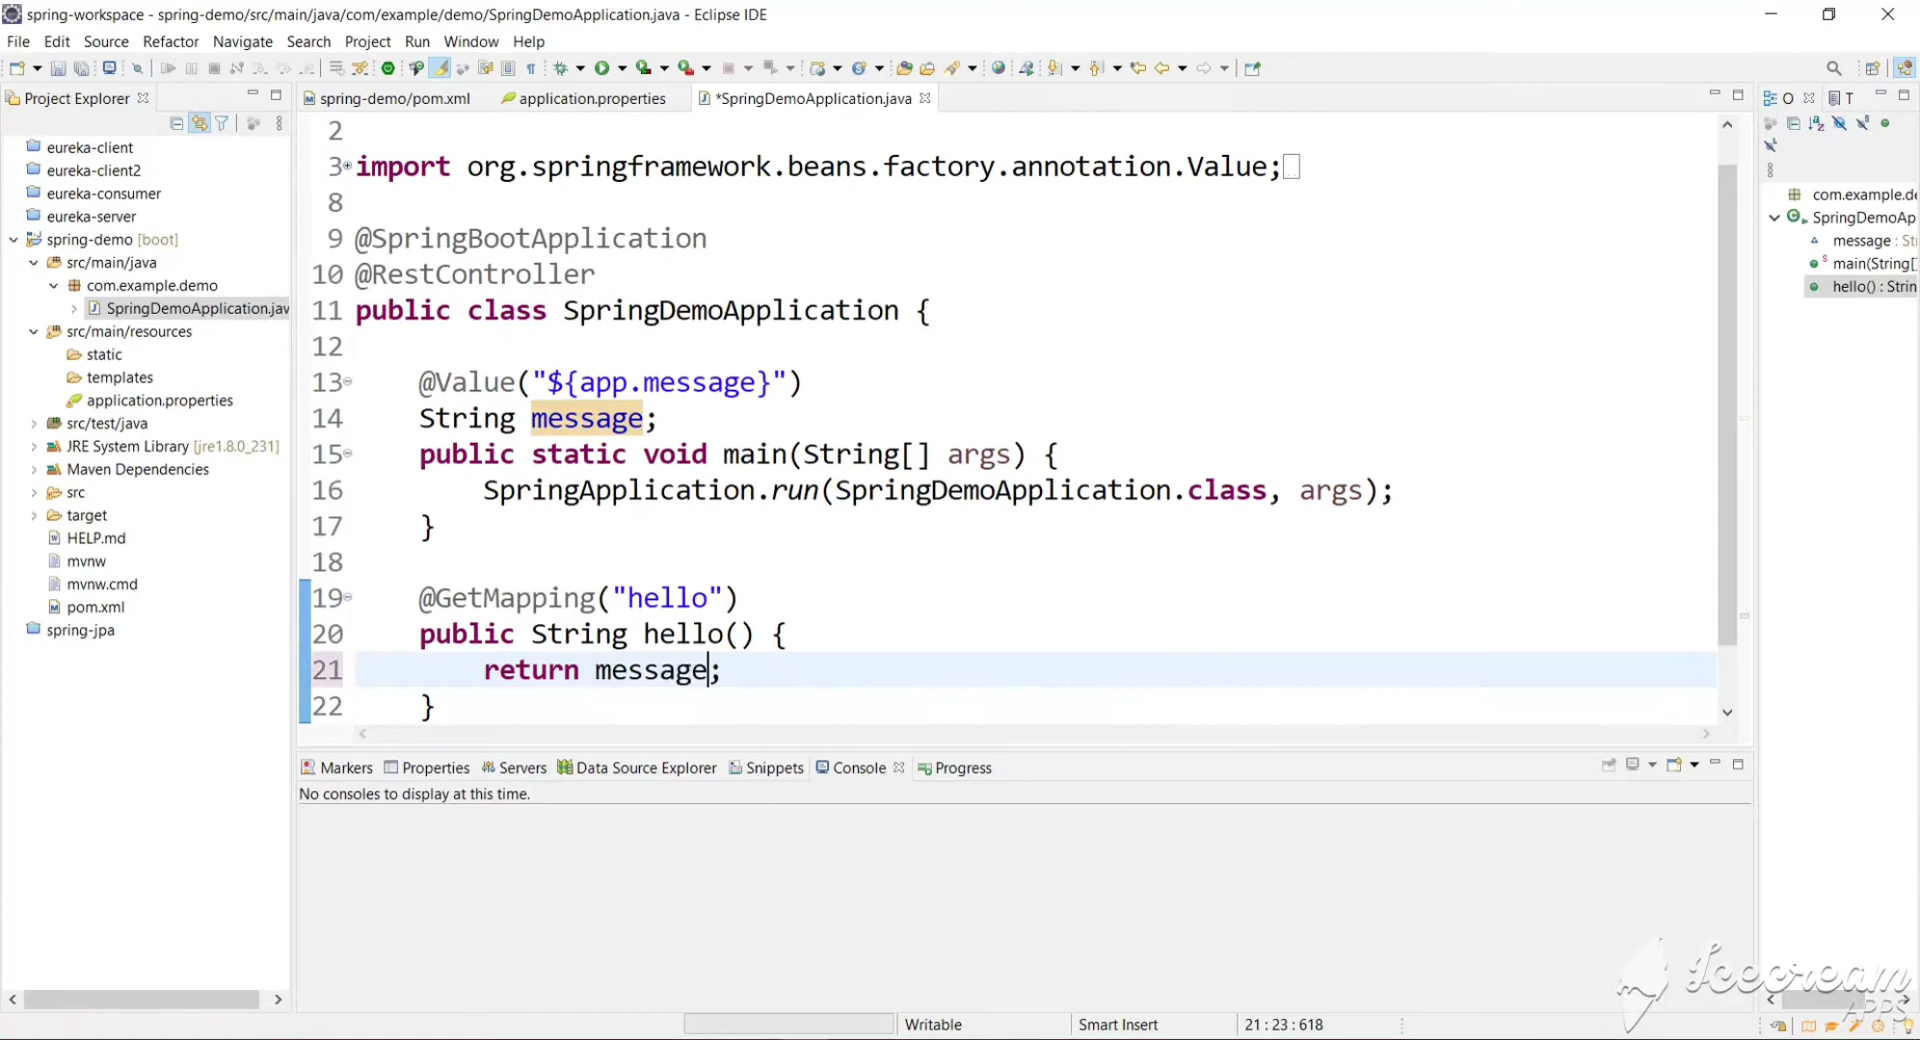 spring-workspace - spring-demo/src/main/java/com/example/demo/SpringDemoApplication.java - Eclipse IDE
File Edit Source Refactor Navigate Search Project Run Window Help
Project Explorer
eureka-client
eureka-client2
eureka-consumer
eureka-server
spring-demo [boot]
src/main/java
com.example.demo
SpringDemoApplication.jav
src/main/resources
static
templates
application.properties
src/test/java
JRE System Library [jre1.8.0_231]
Maven Dependencies
src
target
HELP.md
mvnw
mvnw.cmd
pom.xml
spring-jpa
spring-demo/pom.xml application.properties *SpringDemoApplication.java
2
3 import org.springframework.beans.factory.annotation.Value;
8
9 @SpringBootApplication
10 @RestController
11 public class SpringDemoApplication {
12
13 @Value("${app.message}")
14 String message;
15 public static void main(String[] args) {
16 SpringApplication.run(SpringDemoApplication.class, args);
17 }
18
19 @GetMapping("hello")
20 public String hello() {
21 return message;
22 }
Markers Properties Servers Data Source Explorer Snippets Console Progress
No consoles to display at this time.
O T
com.example.de
SpringDemoAp
message : St
main(String[]
hello() : Strin
Writable Smart Insert 21 : 23 : 618
Icecream
APPS